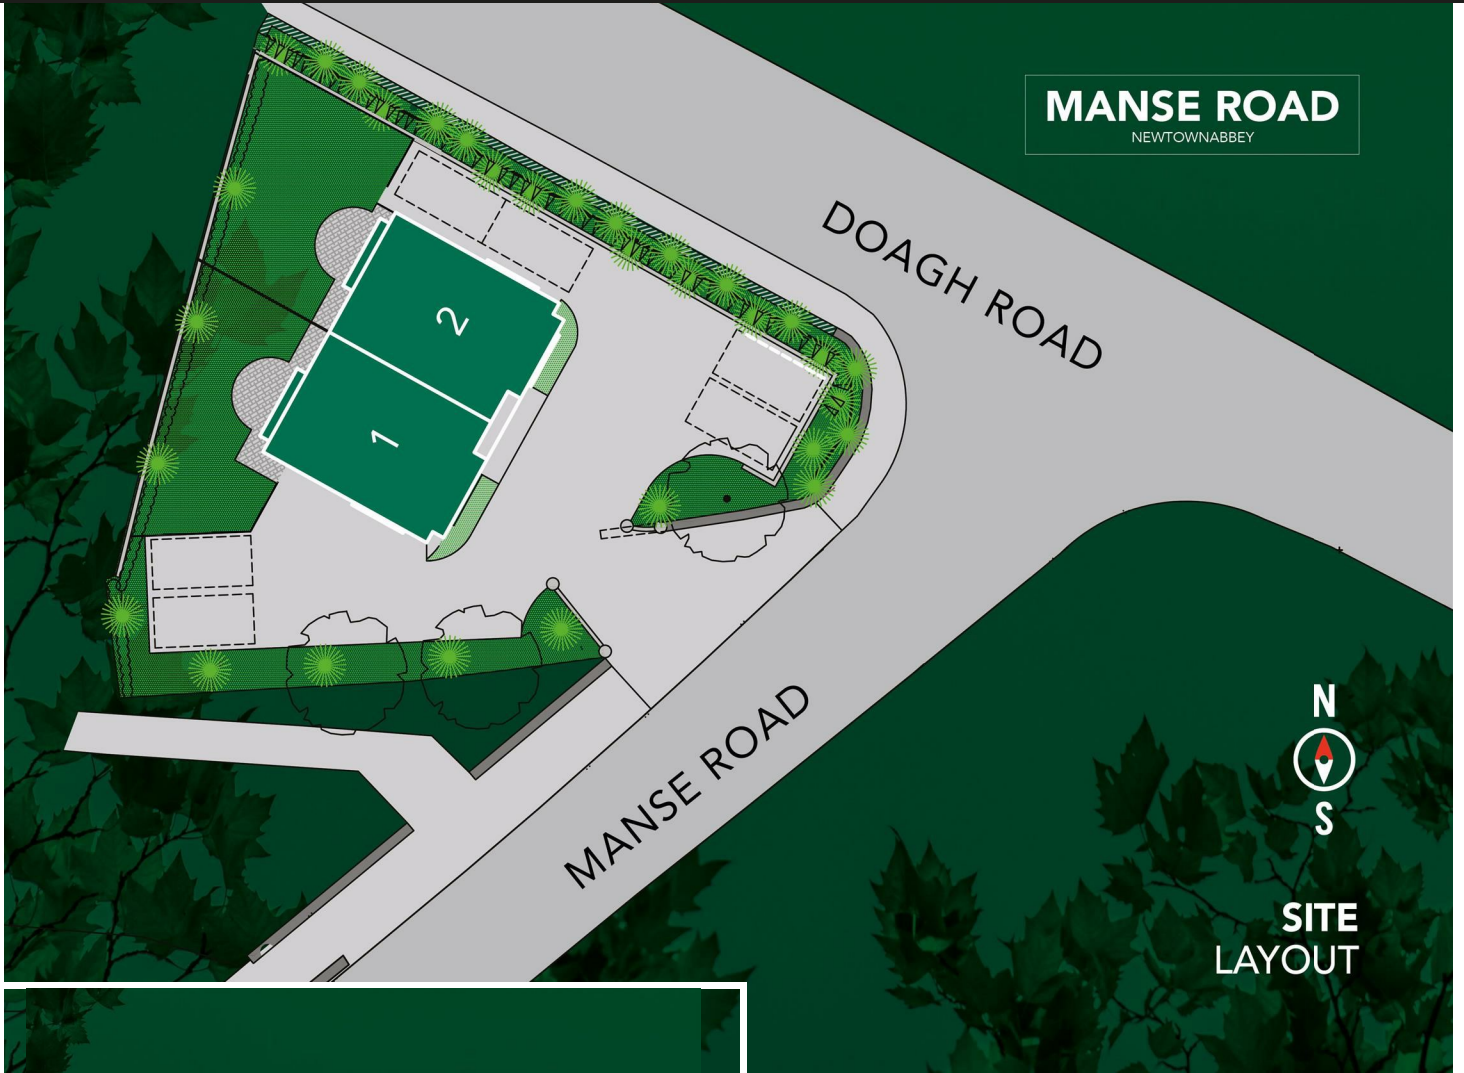 MANSE ROAD
NEWTOWNABBEY
DOAGH ROAD
2
1
MANSE ROAD
N
S
SITE
LAYOUT